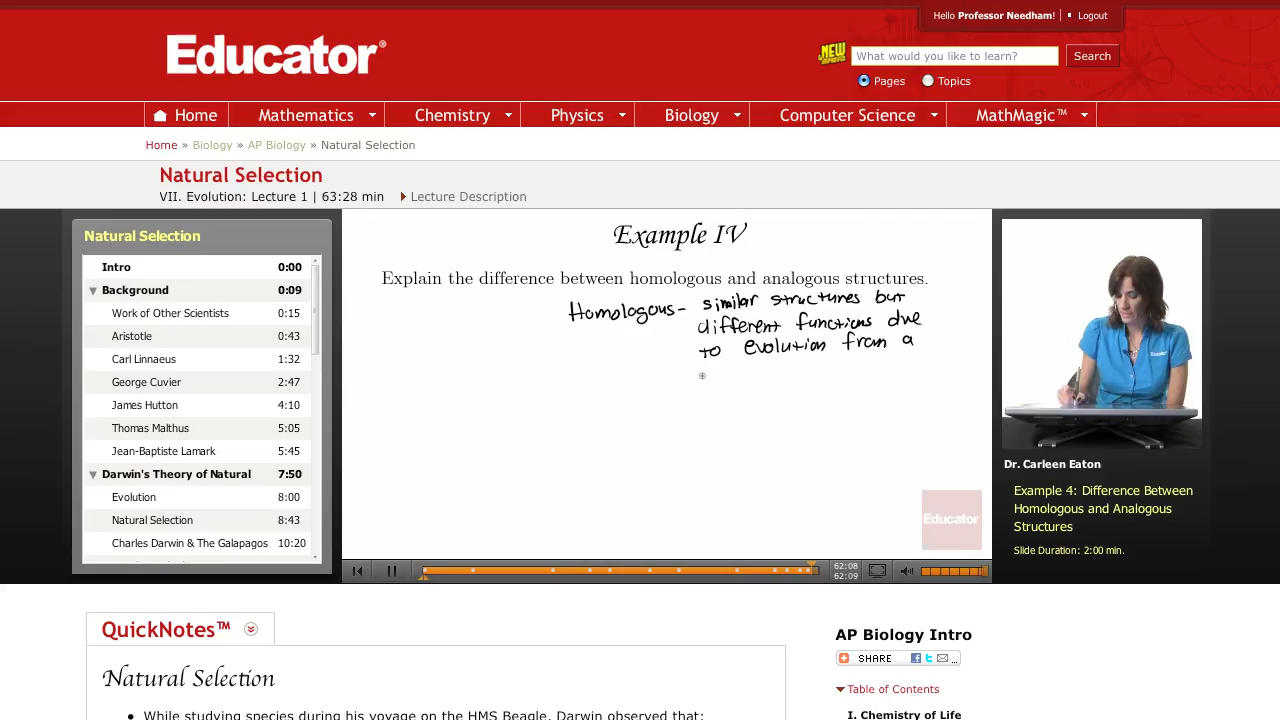 Hello Professor Needham! Logout
Educator®
NEW
What would you like to learn? Search
Pages Topics
Home Mathematics Chemistry Physics Biology Computer Science MathMagic™
Home » Biology » AP Biology » Natural Selection
Natural Selection
VII. Evolution: Lecture 1 | 63:28 min Lecture Description
Natural Selection
Intro 0:00
Background 0:09
Work of Other Scientists 0:15
Aristotle 0:43
Carl Linnaeus 1:32
George Cuvier 2:47
James Hutton 4:10
Thomas Malthus 5:05
Jean-Baptiste Lamark 5:45
Darwin's Theory of Natural 7:50
Evolution 8:00
Natural Selection 8:43
Charles Darwin & The Galapagos 10:20
Example IV
Explain the difference between homologous and analogous structures.
Homologous- similar structures but
different functions due
to evolution from a
Educator
62:08
62:09
Educator
Dr. Carleen Eaton
Example 4: Difference Between
Homologous and Analogous
Structures
Slide Duration: 2:00 min.
QuickNotes™
Natural Selection
• While studying species during his voyage on the HMS Beagle, Darwin observed that:
AP Biology Intro
SHARE ...
Table of Contents
I. Chemistry of Life